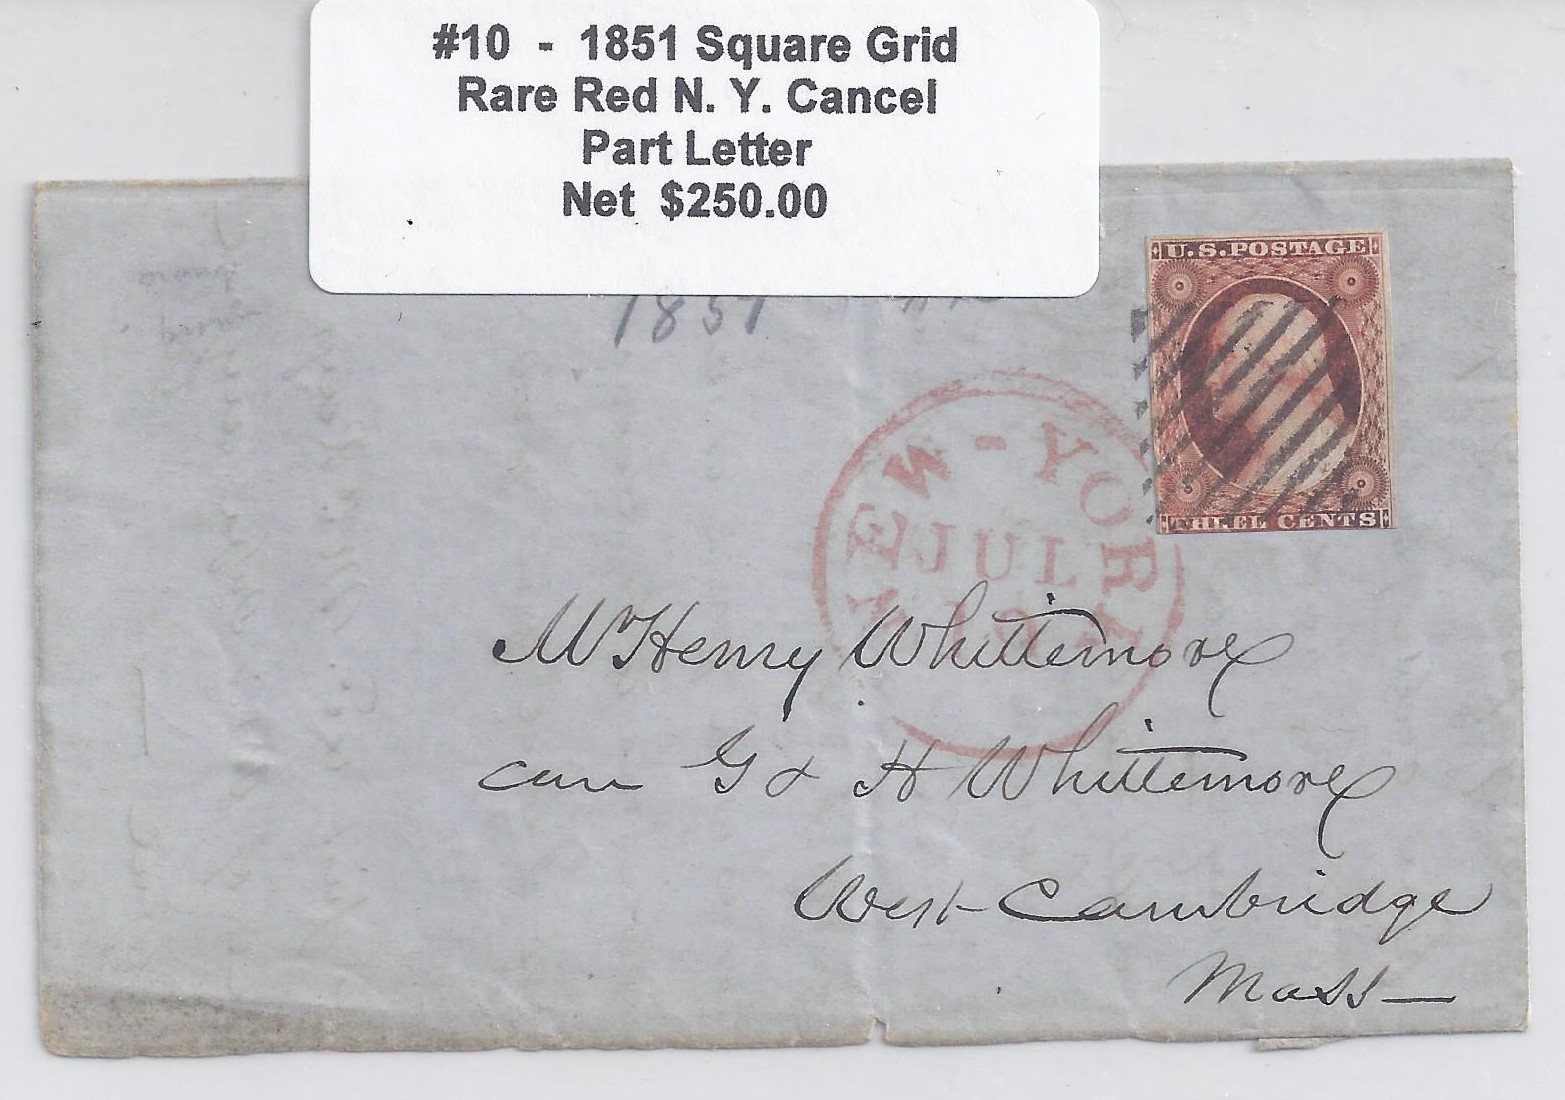 #10 - 1851 Square Grid
Rare Red N. Y. Cancel
Part Letter
Net $250.00
1851
U.S.POSTAGE
THREE CENTS
NEW-YORK
JUL
Mr Henry Whittemore
care G & H Whittemore
West Cambridge
Mass—